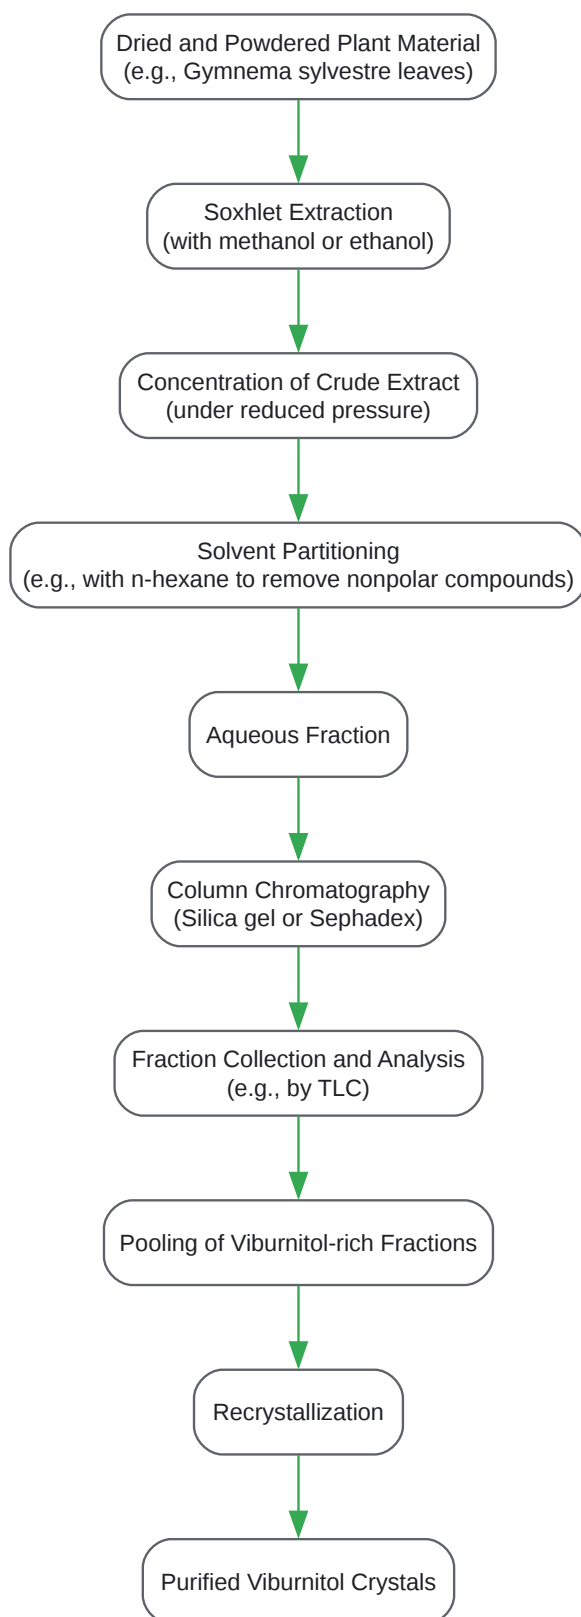 Dried and Powdered Plant Material
(e.g., Gymnema sylvestre leaves)
Soxhlet Extraction
(with methanol or ethanol)
Concentration of Crude Extract
(under reduced pressure)
Solvent Partitioning
(e.g., with n-hexane to remove nonpolar compounds)
Aqueous Fraction
Column Chromatography
(Silica gel or Sephadex)
Fraction Collection and Analysis
(e.g., by TLC)
Pooling of Viburnitol-rich Fractions
Recrystallization
Purified Viburnitol Crystals